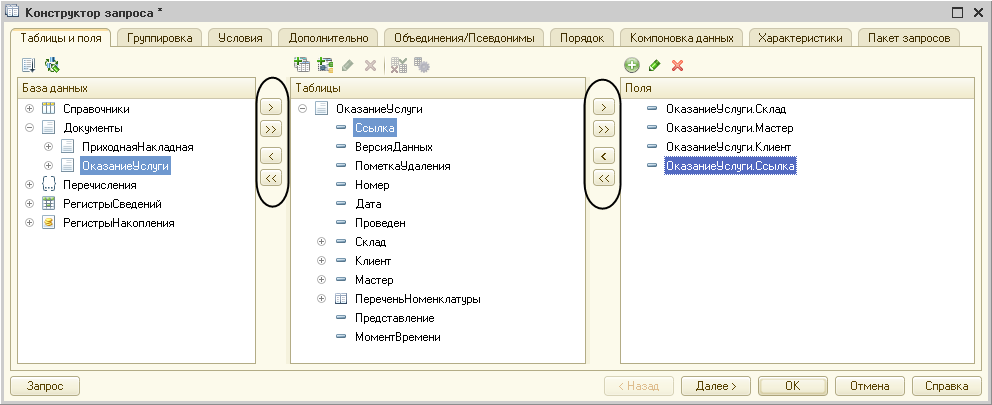 Конструктор запроса *
Таблицы и поля Группировка Условия Дополнительно Объединения/Псевдонимы Порядок Компоновка данных Характеристики Пакет запросов
База данных
Справочники
Документы
ПриходнаяНакладная
ОказаниеУслуги
Перечисления
РегистрыСведений
РегистрыНакопления
>
>>
<
<<
Таблицы
ОказаниеУслуги
Ссылка
ВерсияДанных
ПометкаУдаления
Номер
Дата
Проведен
Склад
Клиент
Мастер
ПереченьНоменклатуры
Представление
МоментВремени
>
>>
<
<<
Поля
ОказаниеУслуги.Склад
ОказаниеУслуги.Мастер
ОказаниеУслуги.Клиент
ОказаниеУслуги.Ссылка
Запрос < Назад Далее > ОК Отмена Справка